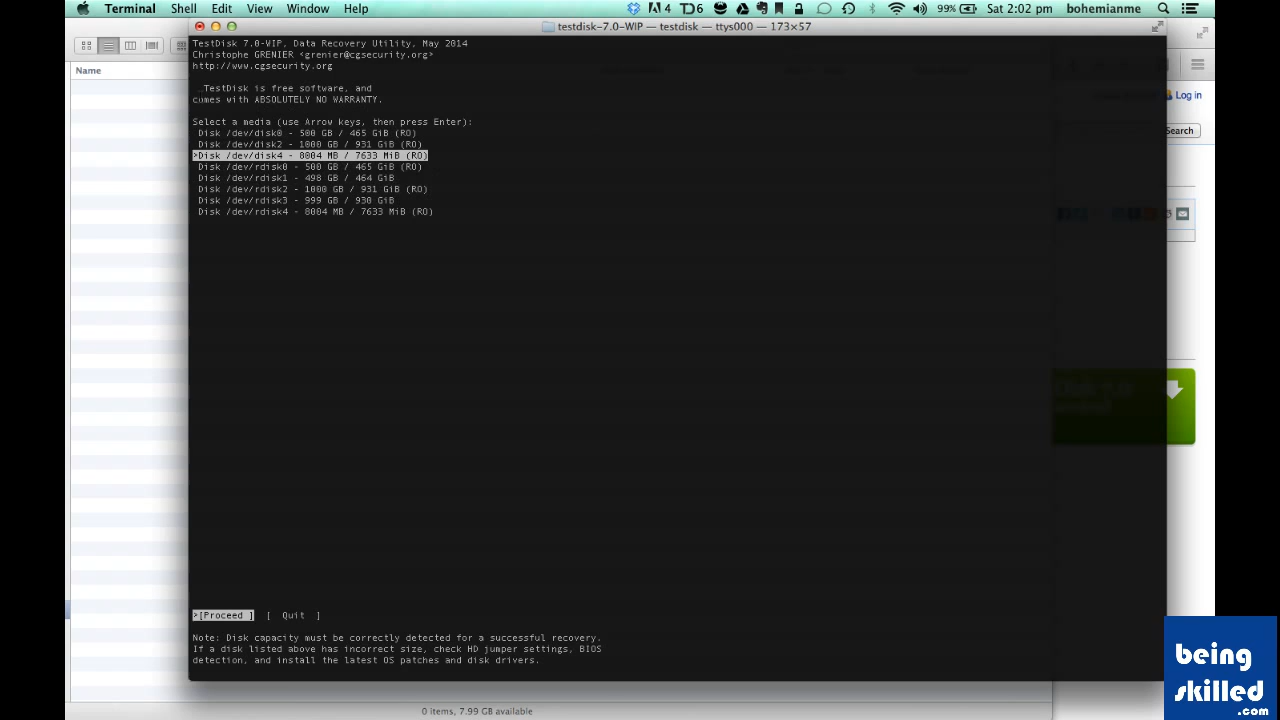 Terminal Shell Edit View Window Help 4 6 99% Sat 2:02 pm bohemianme
testdisk-7.0-WIP — testdisk — ttys000 — 173×57
Name
TestDisk 7.0-WIP, Data Recovery Utility, May 2014
Christophe GRENIER <grenier@cgsecurity.org>
http://www.cgsecurity.org
TestDisk is free software, and
comes with ABSOLUTELY NO WARRANTY.
Log in
Search
Select a media (use Arrow keys, then press Enter):
Disk /dev/disk0 - 500 GB / 465 GiB (RO)
Disk /dev/disk2 - 1000 GB / 931 GiB (RO)
>Disk /dev/disk4 - 8004 MB / 7633 MiB (RO)
Disk /dev/rdisk0 - 500 GB / 465 GiB (RO)
Disk /dev/rdisk1 - 498 GB / 464 GiB
Disk /dev/rdisk2 - 1000 GB / 931 GiB (RO)
Disk /dev/rdisk3 - 999 GB / 930 GiB
Disk /dev/rdisk4 - 8004 MB / 7633 MiB (RO)
>[Proceed ] [ Quit ]
Note: Disk capacity must be correctly detected for a successful recovery.
If a disk listed above has incorrect size, check HD jumper settings, BIOS
detection, and install the latest OS patches and disk drivers.
0 items, 7.99 GB available
being
skilled
.com